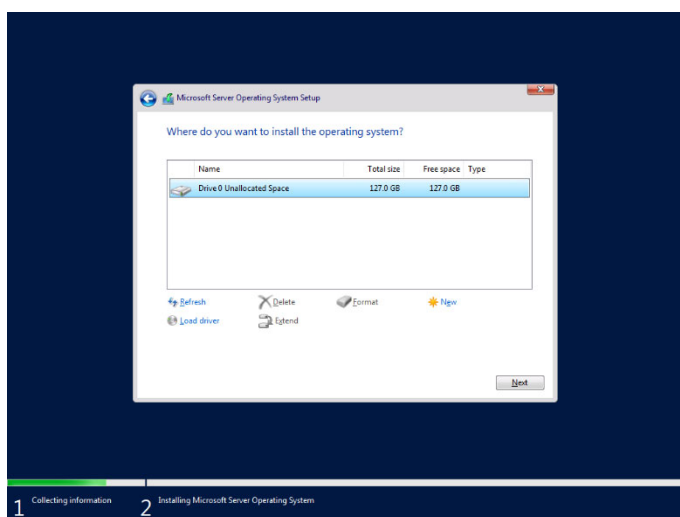 Microsoft Server Operating System Setup
Where do you want to install the operating system?
Name Total size Free space Type
Drive 0 Unallocated Space 127.0 GB 127.0 GB
Refresh Delete Format New
Load driver Extend
Next
1 Collecting information 2 Installing Microsoft Server Operating System